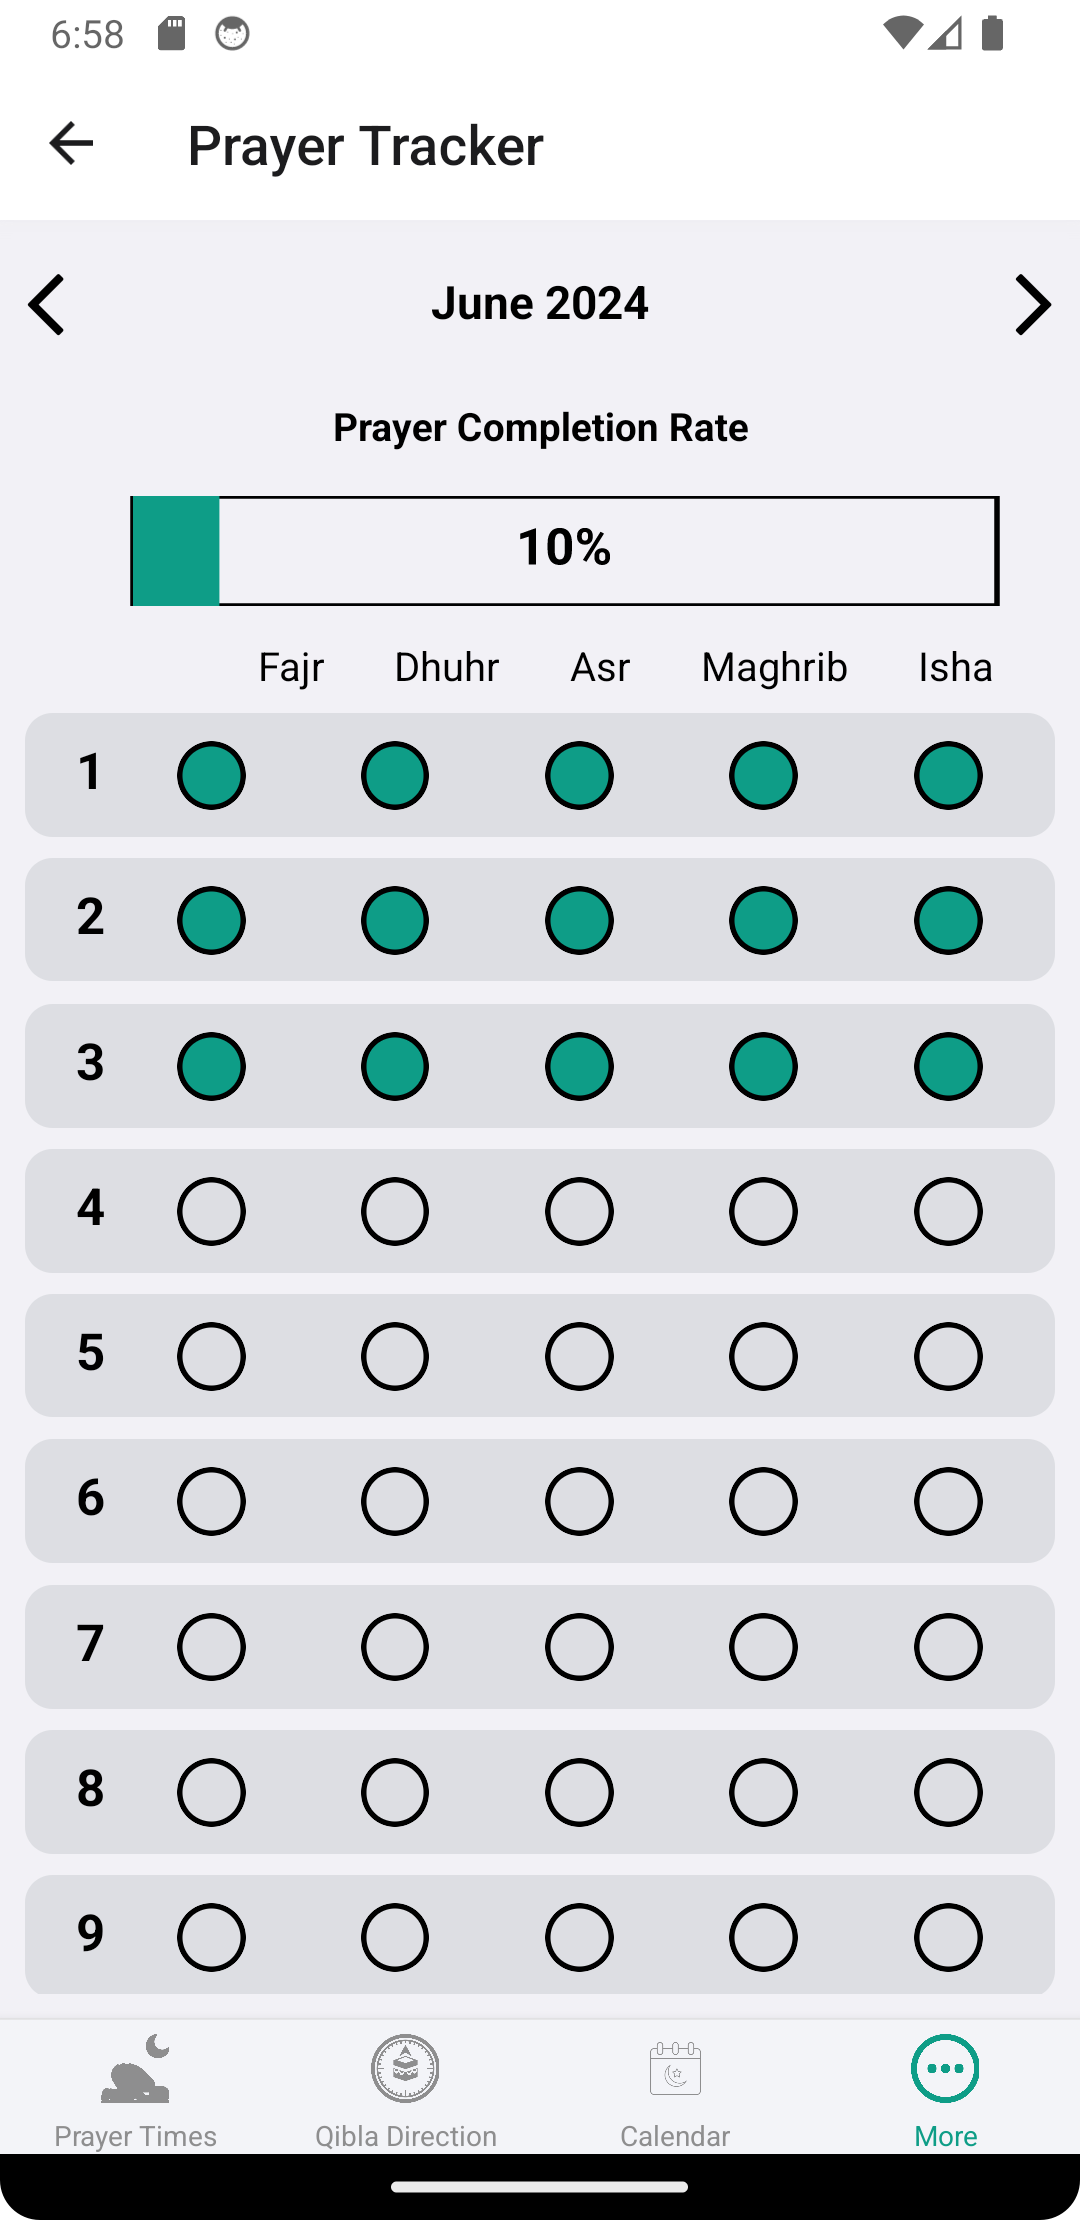 6:58
Prayer Tracker
June 2024
Prayer Completion Rate
10%
Fajr Dhuhr Asr Maghrib Isha
1
2
3
4
5
6
7
8
9
Prayer Times Qibla Direction Calendar More